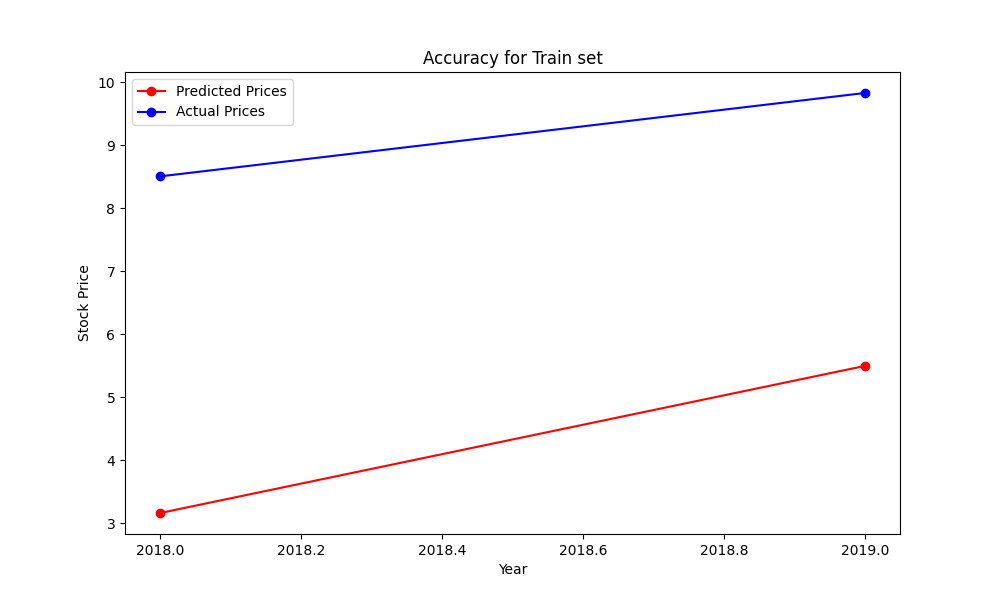 Accuracy for Train set
Predicted Prices
Actual Prices
10
9
8
7
6
5
4
3
Stock Price
2018.0 2018.2 2018.4 2018.6 2018.8 2019.0
Year